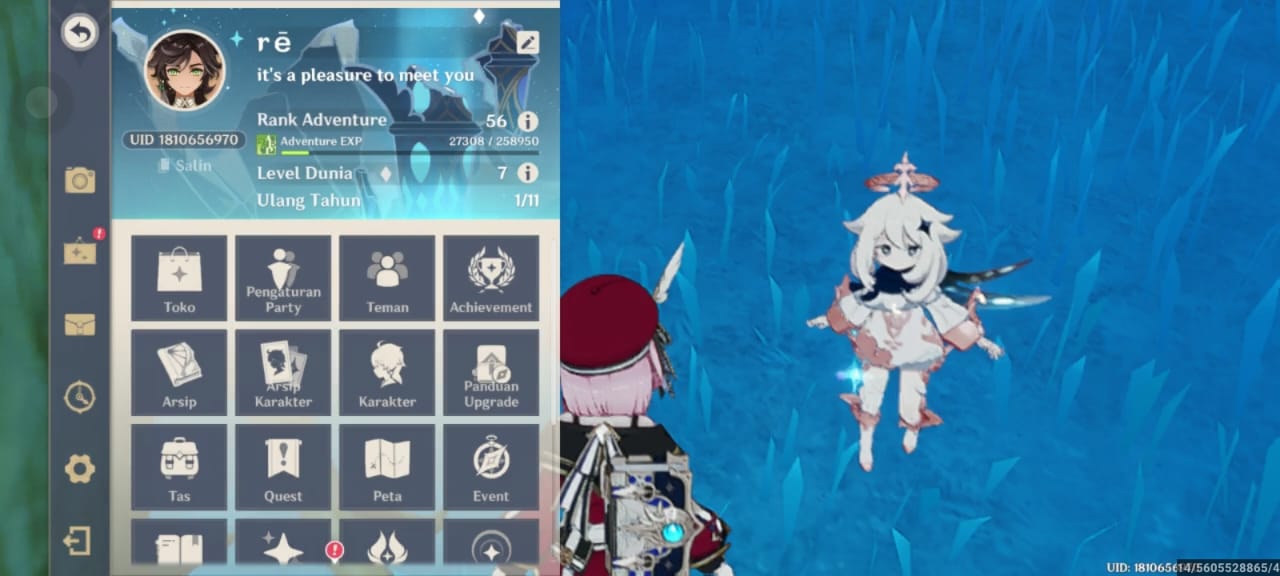 rē
it's a pleasure to meet you
Rank Adventure 56
Adventure EXP 27308 / 258950
UID 1810656970
Salin
Level Dunia 7
Ulang Tahun 1/11
Toko
Pengaturan
Party
Teman
Achievement
Arsip
Arsip
Karakter
Karakter
Panduan
Upgrade
Tas
Quest
Peta
Event